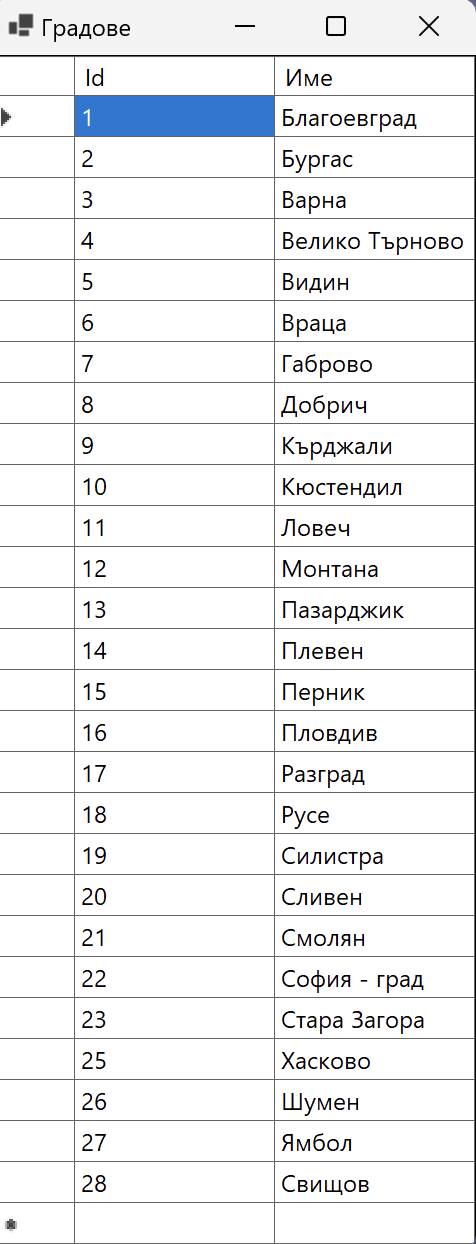 Градове
Id Име
1 Благоевград
2 Бургас
3 Варна
4 Велико Търново
5 Видин
6 Враца
7 Габрово
8 Добрич
9 Кърджали
10 Кюстендил
11 Ловеч
12 Монтана
13 Пазарджик
14 Плевен
15 Перник
16 Пловдив
17 Разград
18 Русе
19 Силистра
20 Сливен
21 Смолян
22 София - град
23 Стара Загора
25 Хасково
26 Шумен
27 Ямбол
28 Свищов